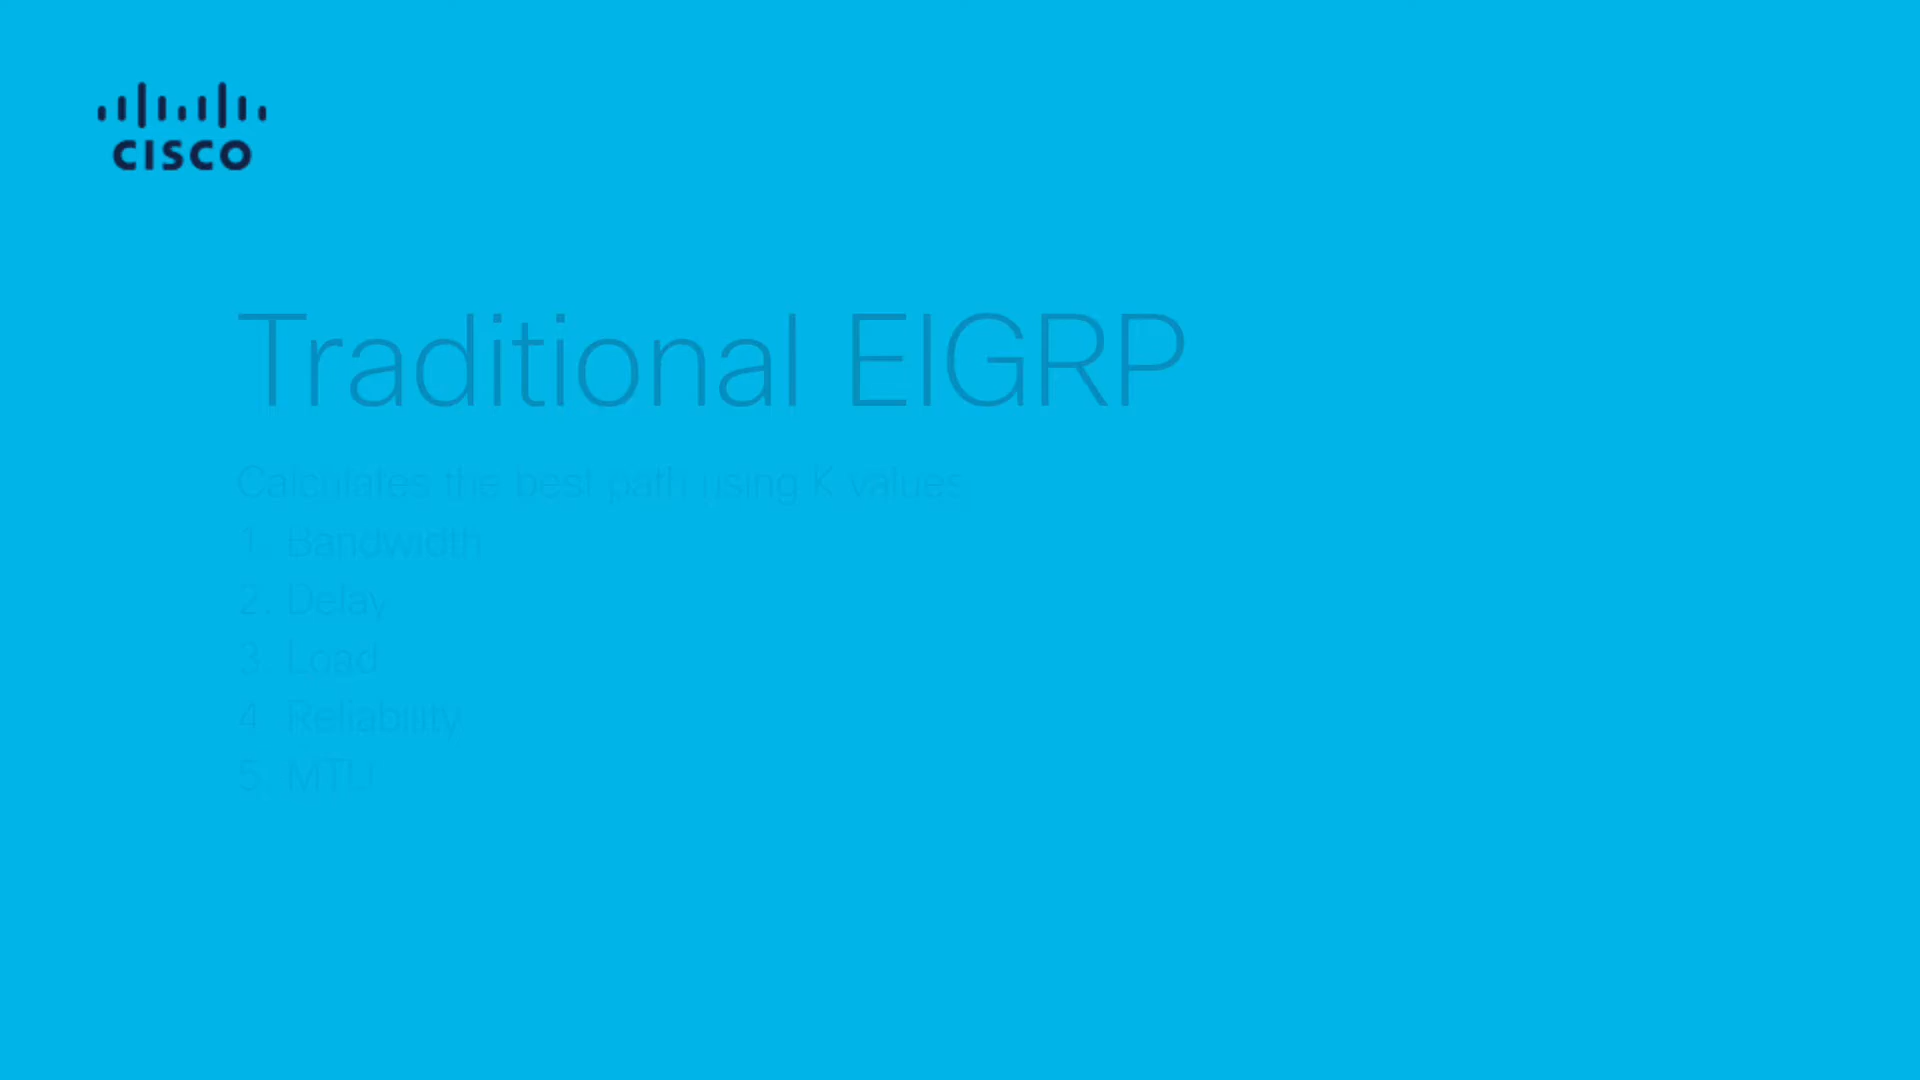 CISCO
Traditional EIGRP
Calculates the best path using K values
1. Bandwidth
2. Delay
3. Load
4. Reliability
5. MTU